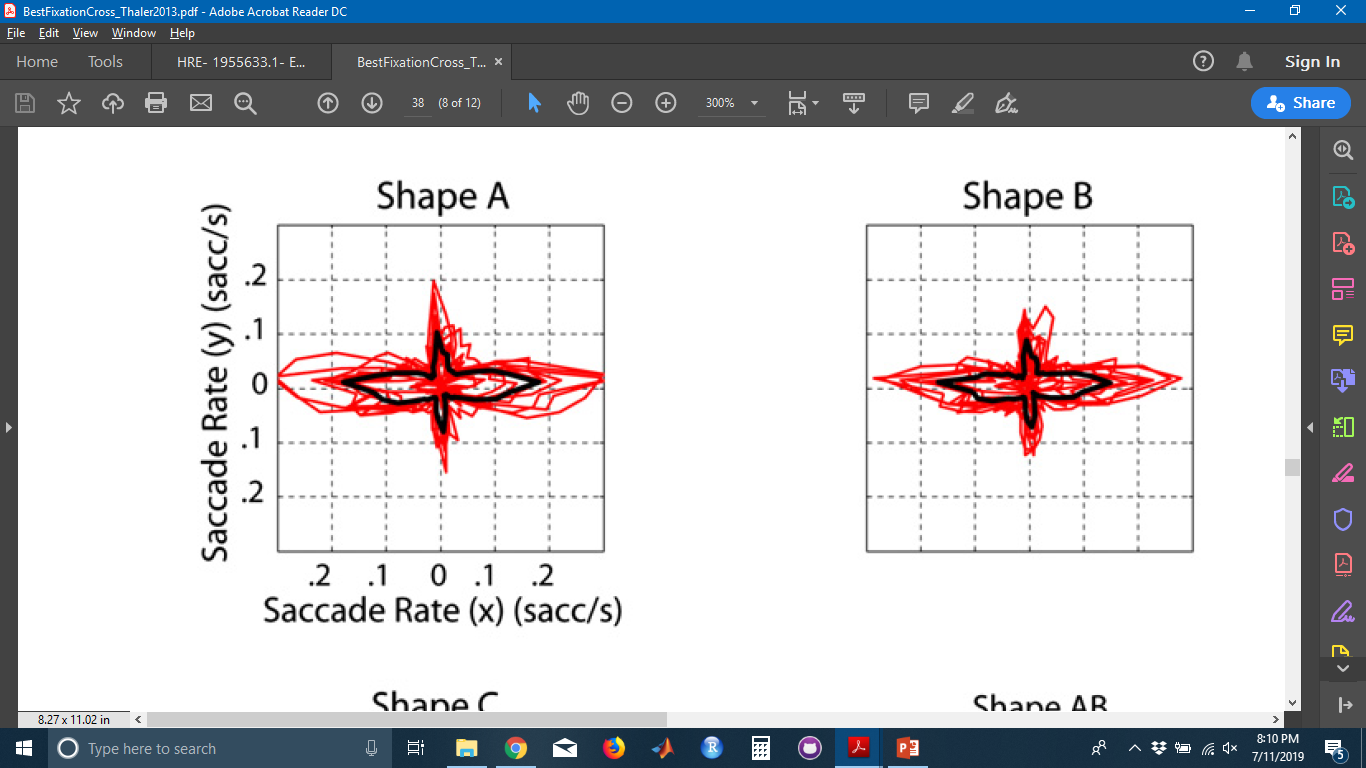 BestFixationCross_Thaler2013.pdf - Adobe Acrobat Reader DC
File Edit View Window Help
Home Tools HRE- 1955633.1- E... BestFixationCross_T... × Sign In
38 (8 of 12) 300% Share
Shape A Shape B
Saccade Rate (y) (sacc/s)
.2
.1
0
.1
.2
.2 .1 0 .1 .2
Saccade Rate (x) (sacc/s)
Shape C Shape AB
8.27 x 11.02 in
Type here to search
8:10 PM
7/11/2019
5